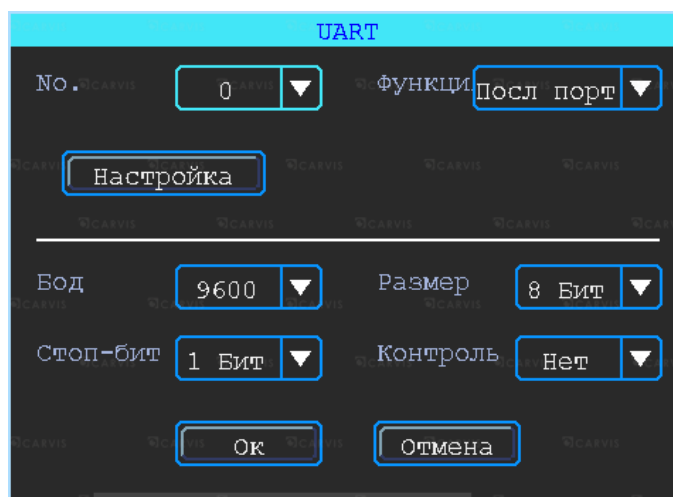 UART
No. 0 Функци Посл порт
Настройка
Бод 9600 Размер 8 Бит
Стоп-бит 1 Бит Контроль Нет
Ок Отмена
CARVIS